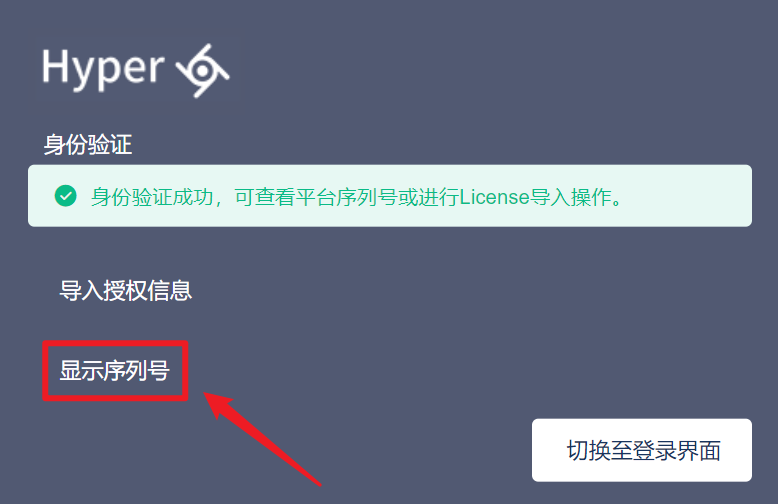 Hyper
身份验证
身份验证成功，可查看平台序列号或进行License导入操作。
导入授权信息
显示序列号
切换至登录界面